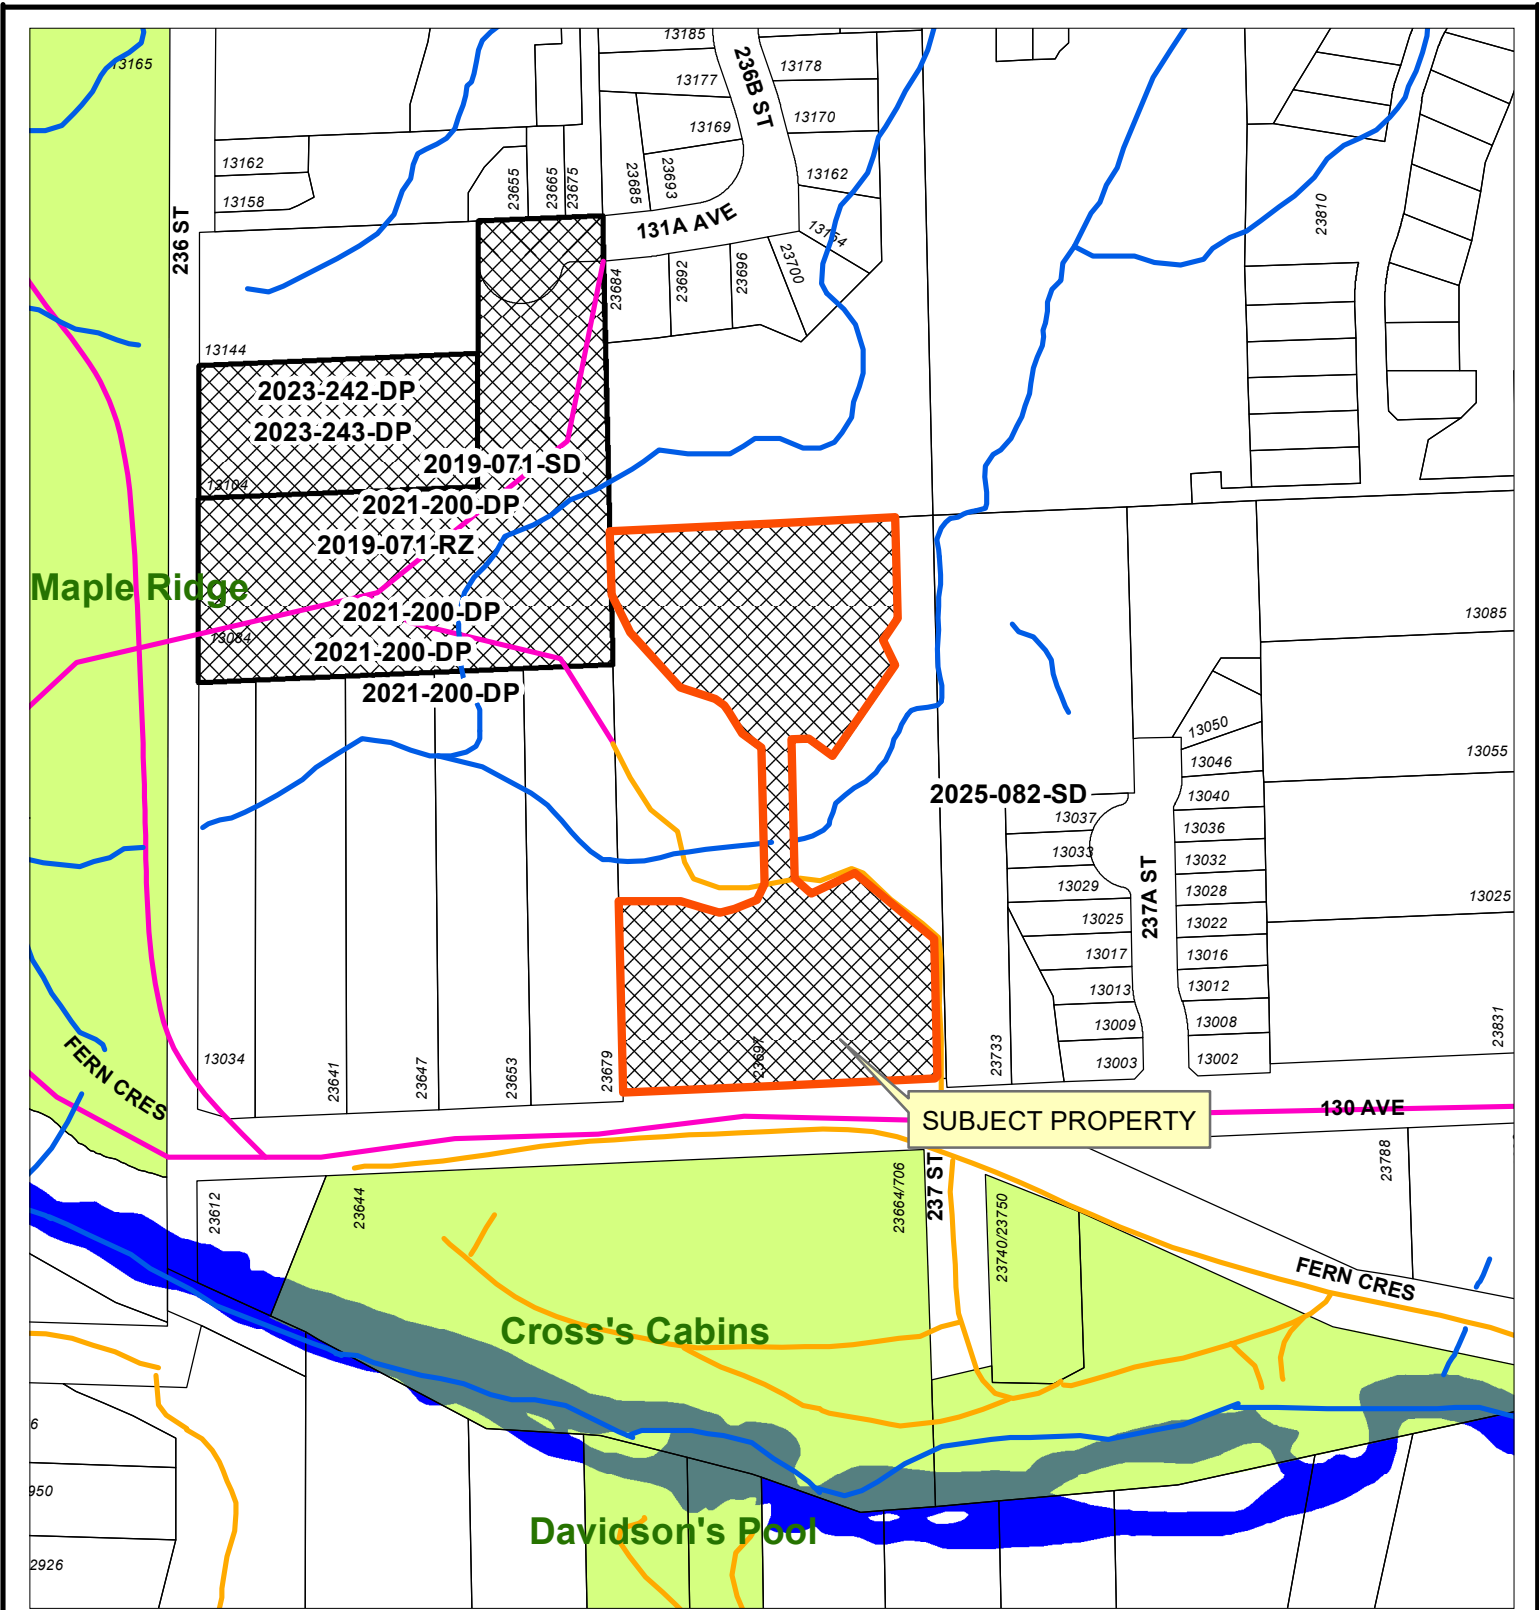 13165
13185
236B ST
13178
13177
13170
13169
13162
13158
23655
23665
23675
23685
23693
13162
236 ST
131A AVE
13154
23810
23684
23692
23696
23700
13144
2023-242-DP
2023-243-DP
2019-071-SD
13104
2021-200-DP
2019-071-RZ
Maple Ridge
2021-200-DP
13084
2021-200-DP
2021-200-DP
13085
13050
13046
13055
2025-082-SD
13040
13037
13036
13033
13032
13029
13028
237A ST
13025
13025
13022
13017
13016
13013
13012
13009
13008
13003
13002
23831
FERN CRES
13034
23641
23647
23653
23679
23697
23733
SUBJECT PROPERTY
130 AVE
23612
23644
23664/706
237 ST
23740/23750
23788
FERN CRES
Cross's Cabins
6
950
Davidson's Pool
2926